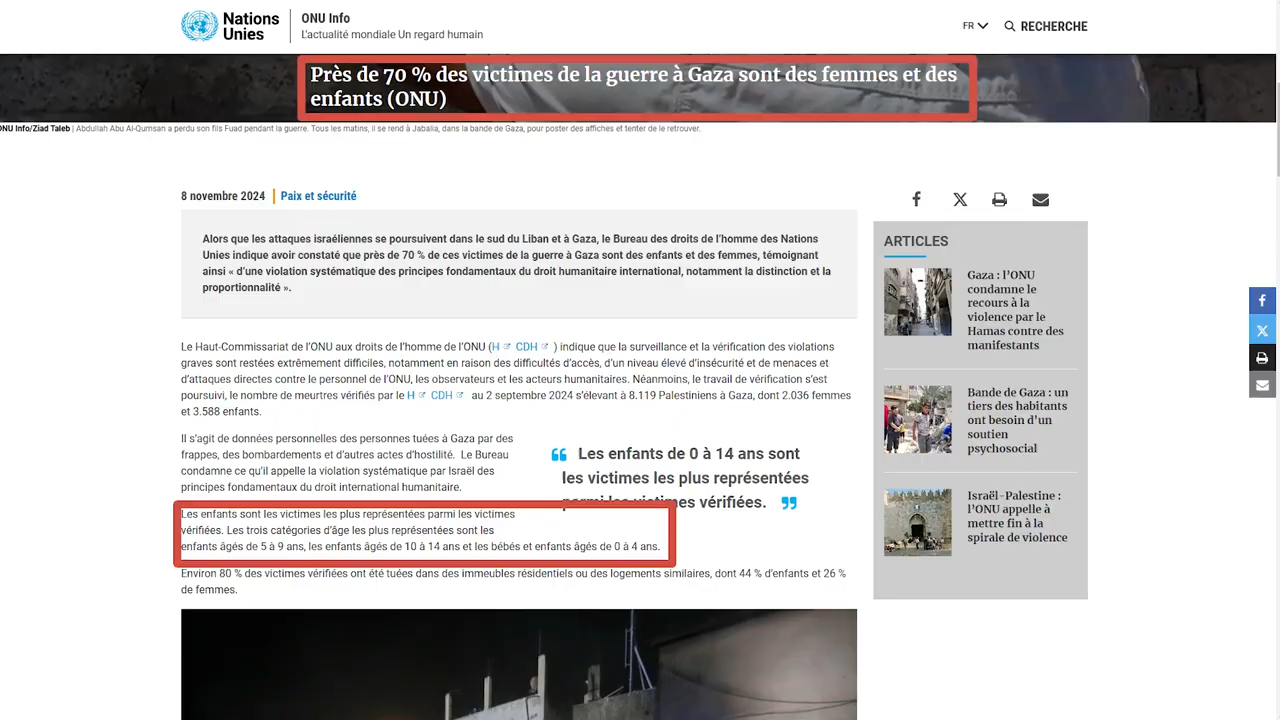 Nations
Unies
ONU Info
L'actualité mondiale Un regard humain
FR
RECHERCHE
Près de 70 % des victimes de la guerre à Gaza sont des femmes et des
enfants (ONU)
ONU Info/Ziad Taleb | Abdullah Abu Al-Qumsan a perdu son fils Fuad pendant la guerre. Tous les matins, il se rend à Jabalia, dans la bande de Gaza, pour poster des affiches et tenter de le retrouver.
8 novembre 2024
Paix et sécurité
Alors que les attaques israéliennes se poursuivent dans le sud du Liban et à Gaza, le Bureau des droits de l'homme des Nations
Unies indique avoir constaté que près de 70 % de ces victimes de la guerre à Gaza sont des enfants et des femmes, témoignant
ainsi « d'une violation systématique des principes fondamentaux du droit humanitaire international, notamment la distinction et la
proportionnalité ».
Le Haut-Commissariat de l'ONU aux droits de l'homme de l'ONU (H CDH ) indique que la surveillance et la vérification des violations
graves sont restées extrêmement difficiles, notamment en raison des difficultés d'accès, d'un niveau élevé d'insécurité et de menaces et
d'attaques directes contre le personnel de l'ONU, les observateurs et les acteurs humanitaires. Néanmoins, le travail de vérification s'est
poursuivi, le nombre de meurtres vérifiés par le H CDH au 2 septembre 2024 s'élevant à 8.119 Palestiniens à Gaza, dont 2.036 femmes
et 3.588 enfants.
Il s'agit de données personnelles des personnes tuées à Gaza par des
frappes, des bombardements et d'autres actes d'hostilité. Le Bureau
condamne ce qu'il appelle la violation systématique par Israël des
principes fondamentaux du droit international humanitaire.
Les enfants de 0 à 14 ans sont
les victimes les plus représentées
parmi les victimes vérifiées.
Les enfants sont les victimes les plus représentées parmi les victimes
vérifiées. Les trois catégories d'âge les plus représentées sont les
enfants âgés de 5 à 9 ans, les enfants âgés de 10 à 14 ans et les bébés et enfants âgés de 0 à 4 ans.
Environ 80 % des victimes vérifiées ont été tuées dans des immeubles résidentiels ou des logements similaires, dont 44 % d'enfants et 26 %
de femmes.
ARTICLES
Gaza : l'ONU
condamne le
recours à la
violence par le
Hamas contre des
manifestants
Bande de Gaza : un
tiers des habitants
ont besoin d'un
soutien
psychosocial
Israël-Palestine :
l'ONU appelle à
mettre fin à la
spirale de violence